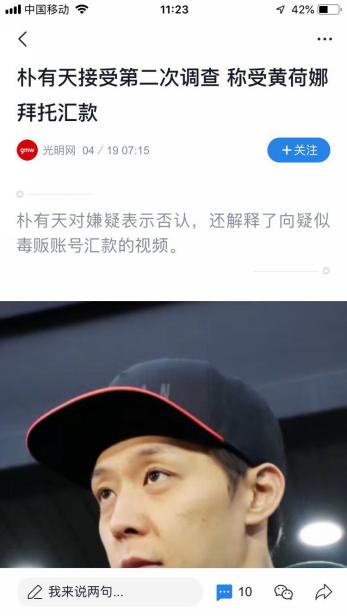 中国移动
11:23
42%
朴有天接受第二次调查 称受黄荷娜
拜托汇款
gmw
光明网 04 / 19 07:15
+关注
朴有天对嫌疑表示否认，还解释了向疑似
毒贩账号汇款的视频。
我来说两句...
10